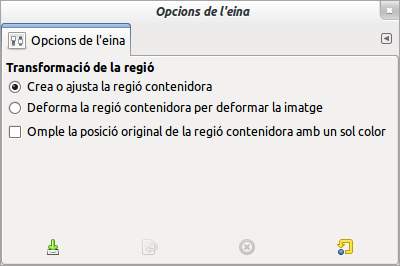 Opcions de l'eina
Opcions de l'eina
Transformació de la regió
Crea o ajusta la regió contenidora
Deforma la regió contenidora per deformar la imatge
Omple la posició original de la regió contenidora amb un sol color